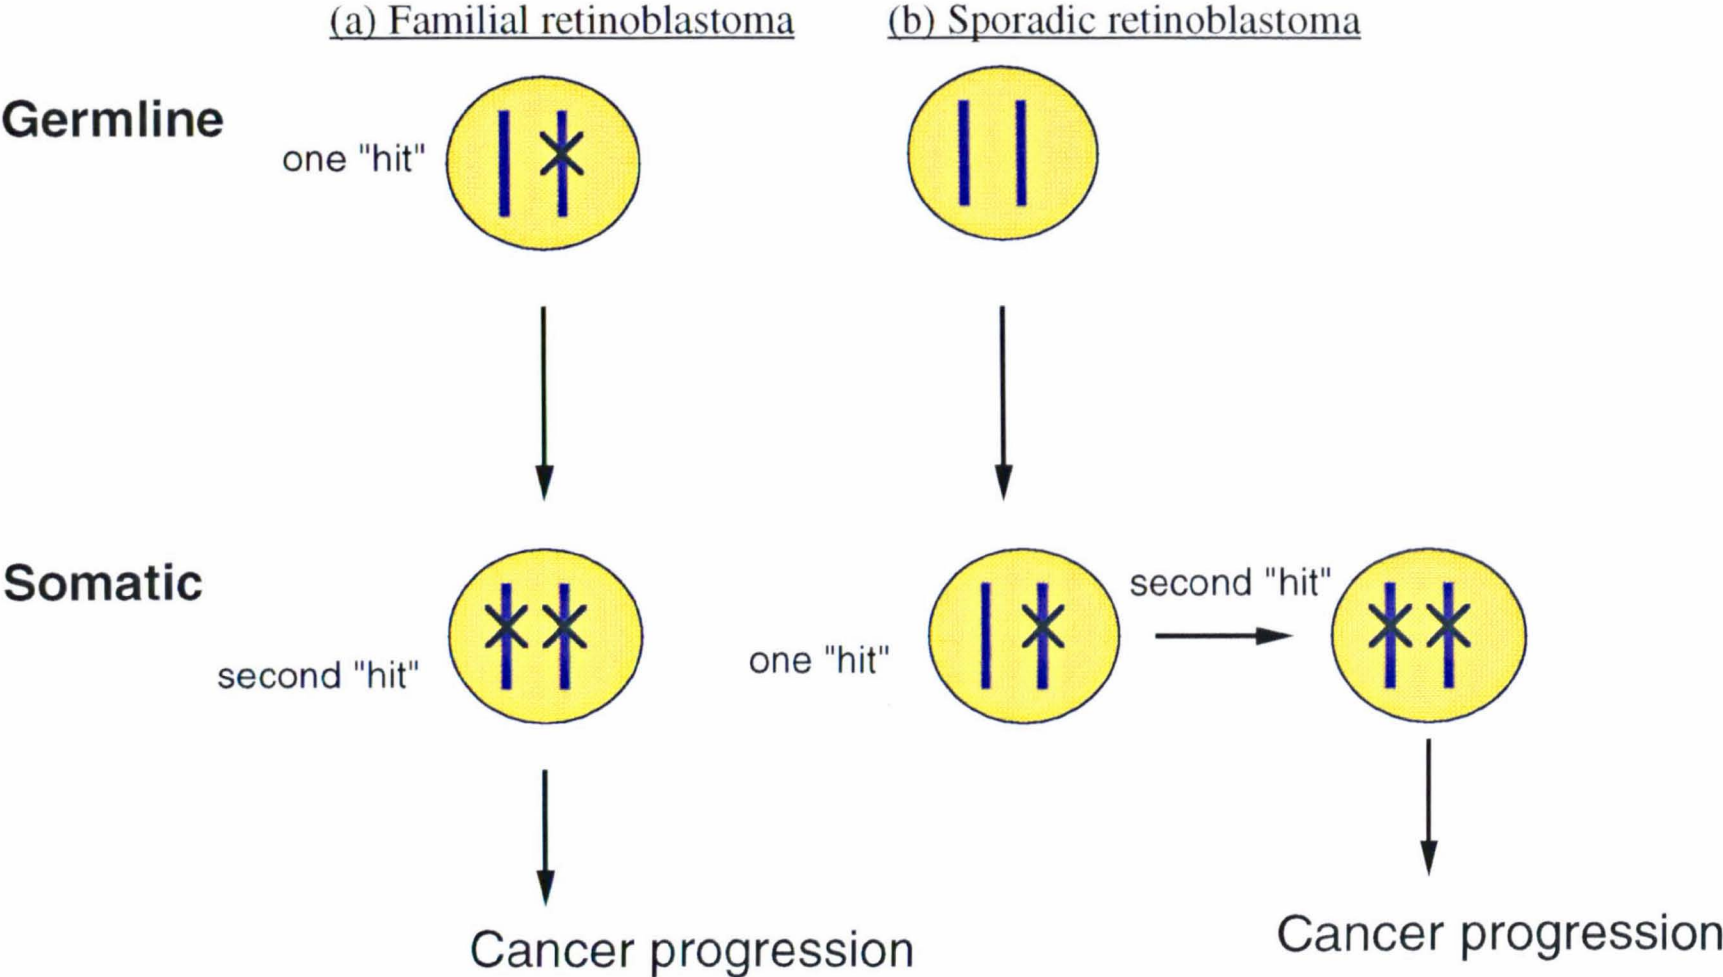 (a) Familial retinoblastoma
(b) Sporadic retinoblastoma
Germline
one "hit"
Somatic
second "hit"
one "hit"
second "hit"
Cancer progression
Cancer progression